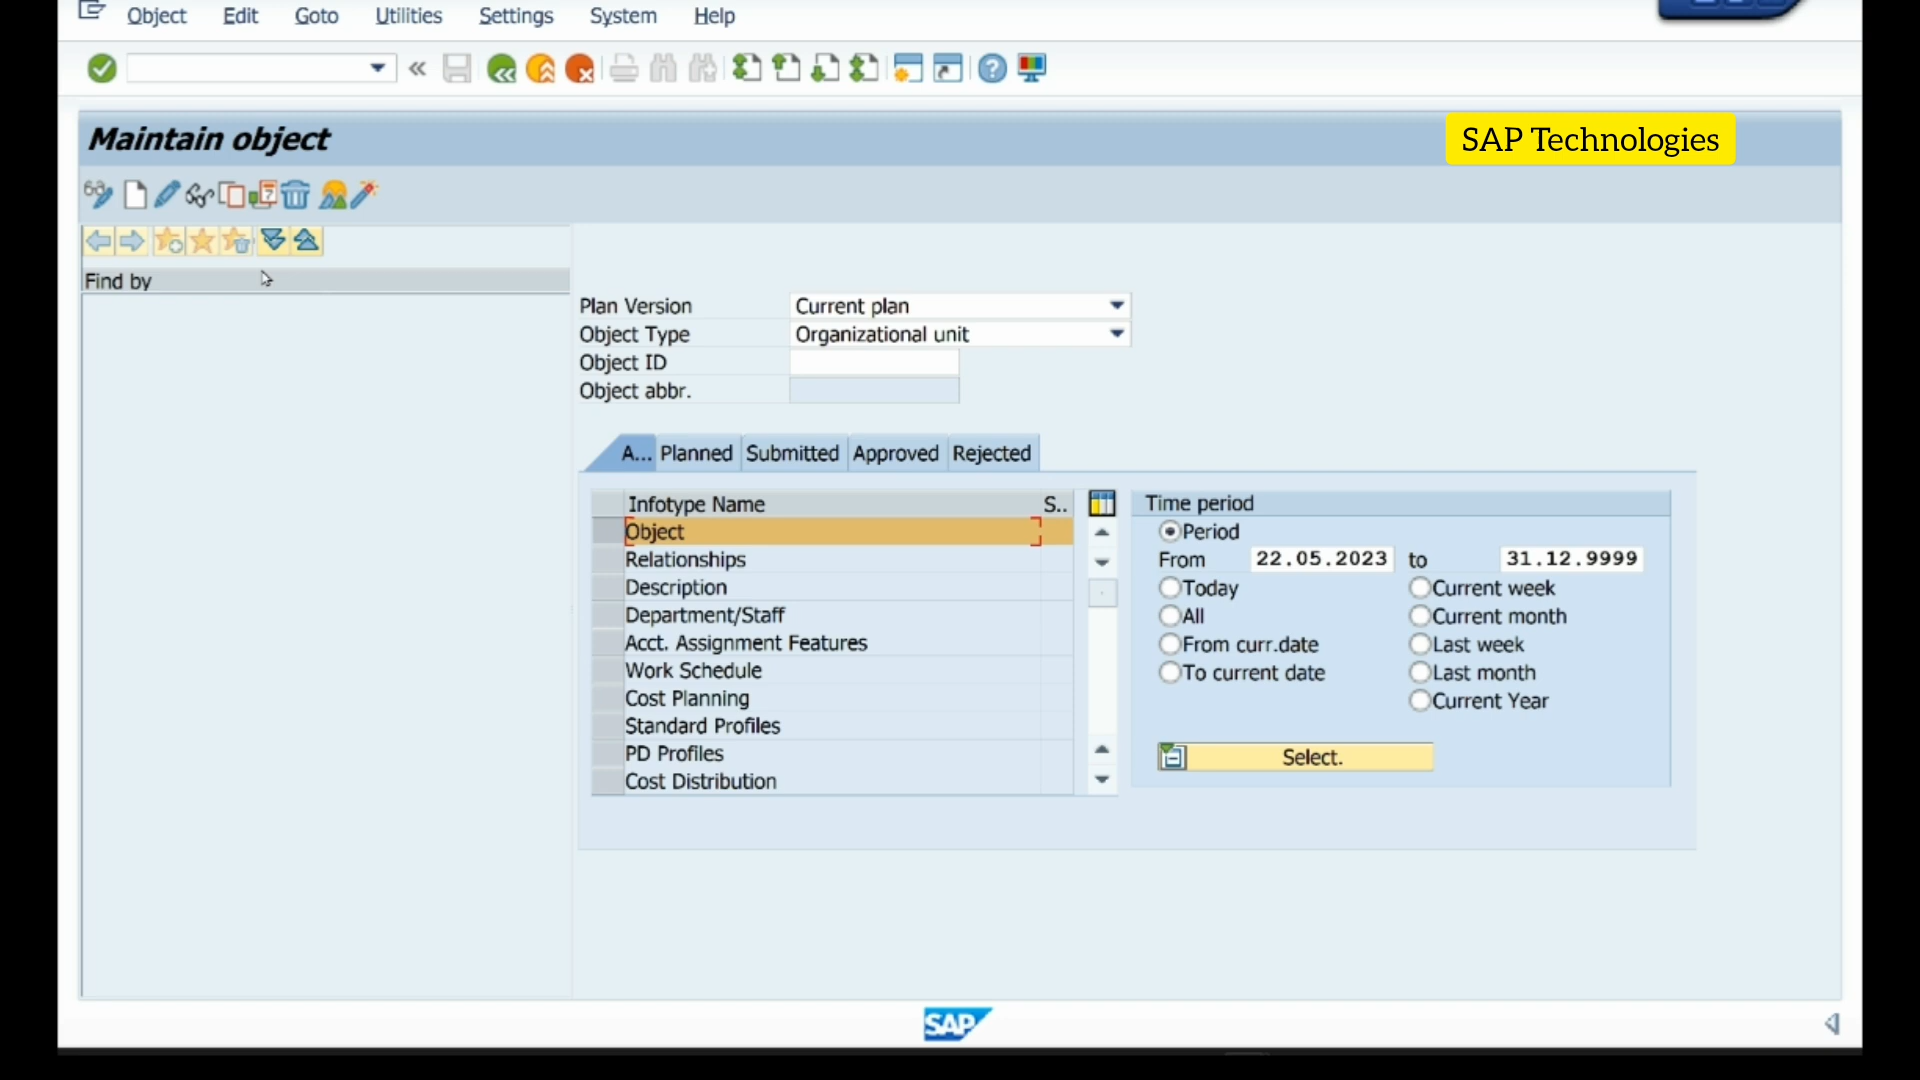 Object Edit Goto Utilities Settings System Help
Maintain object
SAP Technologies
Find by
Plan Version Current plan
Object Type Organizational unit
Object ID
Object abbr.
A... Planned Submitted Approved Rejected
Infotype Name S..
Object
Relationships
Description
Department/Staff
Acct. Assignment Features
Work Schedule
Cost Planning
Standard Profiles
PD Profiles
Cost Distribution
Time period
Period
From 22.05.2023 to 31.12.9999
Today Current week
All Current month
From curr.date Last week
To current date Last month
Current Year
Select.
SAP